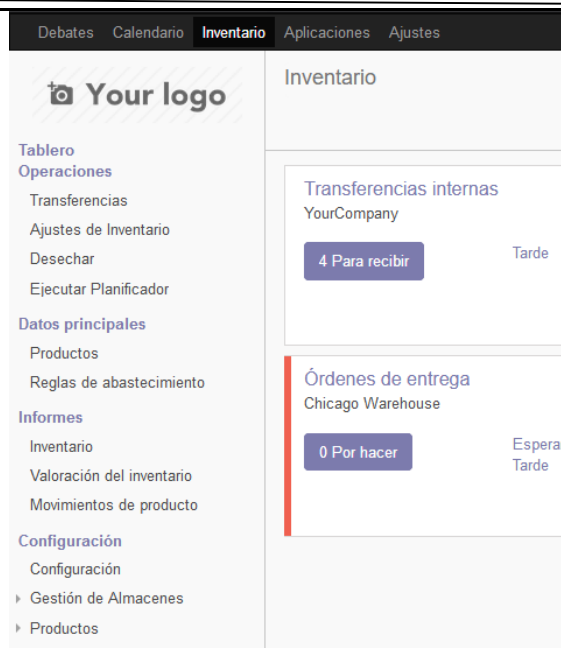 Debates Calendario Inventario Aplicaciones Ajustes
Your logo
Inventario
Tablero
Operaciones
Transferencias
Ajustes de Inventario
Desechar
Ejecutar Planificador
Datos principales
Productos
Reglas de abastecimiento
Informes
Inventario
Valoración del inventario
Movimientos de producto
Configuración
Configuración
Gestión de Almacenes
Productos
Transferencias internas
YourCompany
4 Para recibir
Tarde
Órdenes de entrega
Chicago Warehouse
0 Por hacer
Tarde